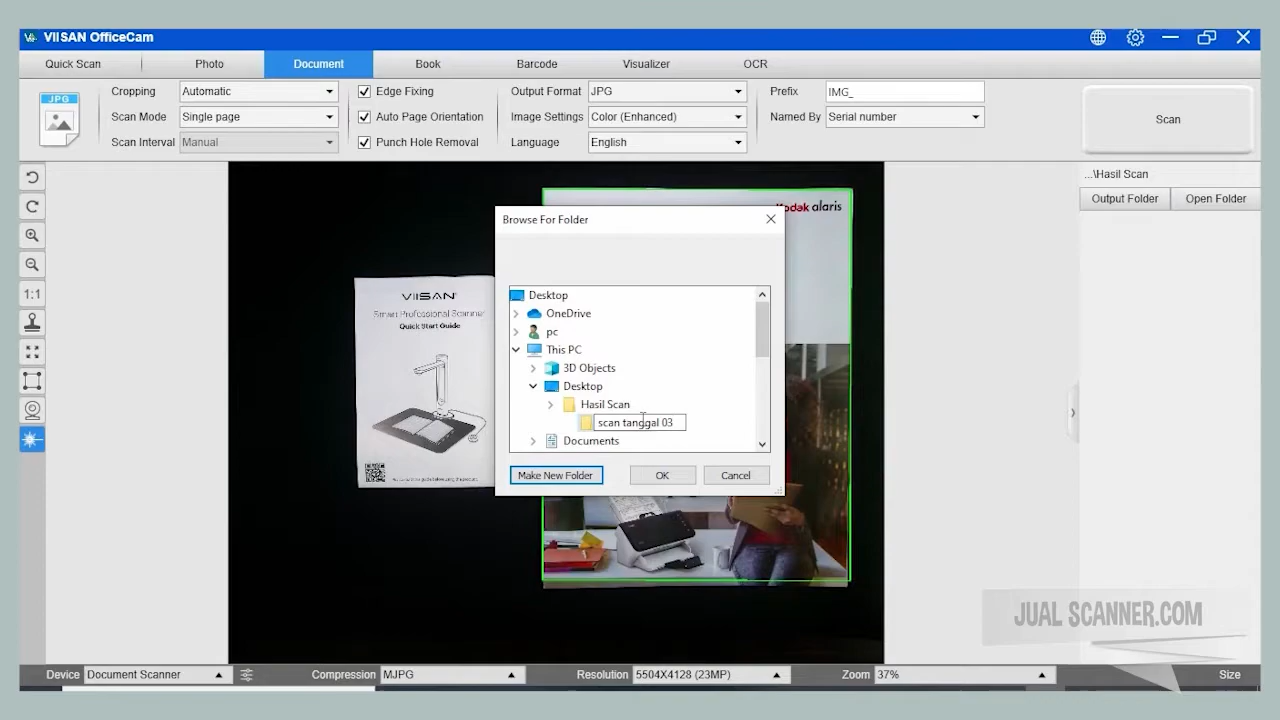 VIISAN OfficeCam
Quick Scan
Photo
Document
Book
Barcode
Visualizer
OCR
JPG
Cropping
Automatic
Edge Fixing
Output Format
JPG
Prefix
IMG_
Scan Mode
Single page
Auto Page Orientation
Image Settings
Color (Enhanced)
Named By
Serial number
Scan Interval
Manual
Punch Hole Removal
Language
English
Scan
...\Hasil Scan
Output Folder
Open Folder
1:1
VIISAN
Smart Professional Scanner
Quick Start Guide
Kodak alaris
Browse For Folder
Desktop
OneDrive
pc
This PC
3D Objects
Desktop
Hasil Scan
scan tanggal 03
Documents
Make New Folder
OK
Cancel
JUAL SCANNER.COM
Device
Document Scanner
Compression
MJPG
Resolution
5504X4128 (23MP)
Zoom
37%
Size